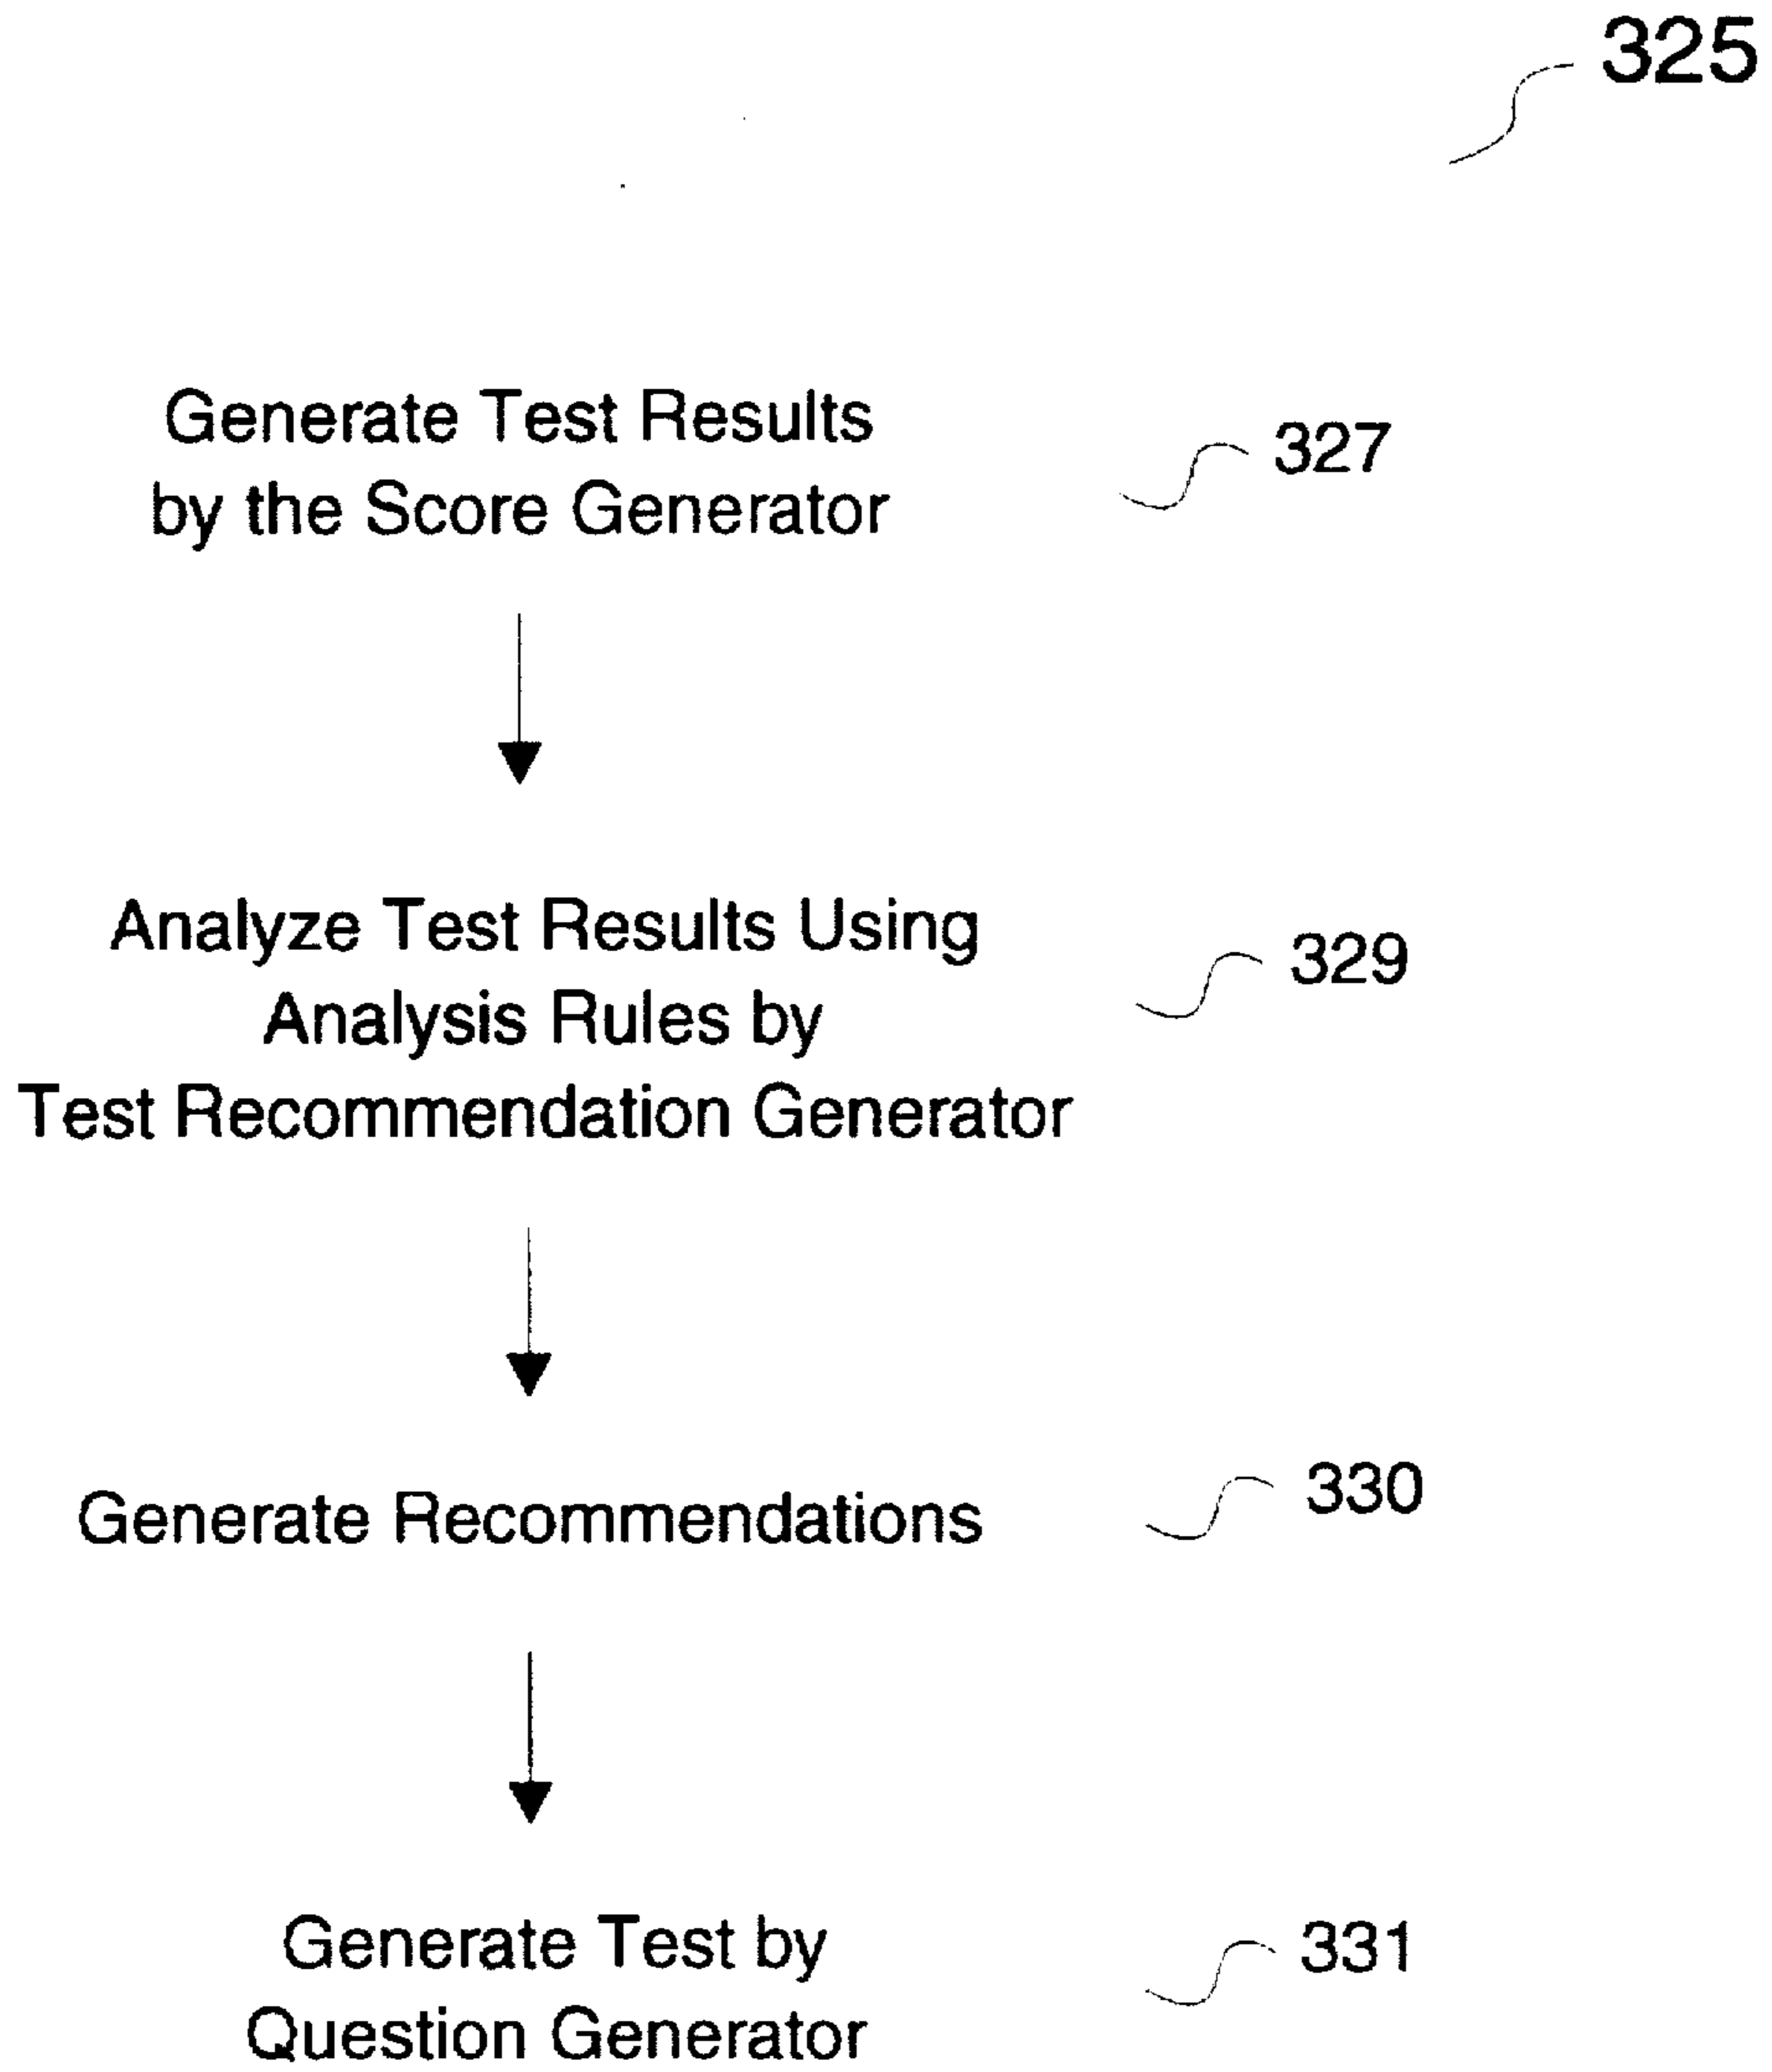 325
Generate Test Results
by the Score Generator
327
Analyze Test Results Using
Analysis Rules by
Test Recommendation Generator
329
Generate Recommendations
330
Generate Test by
Question Generator
331